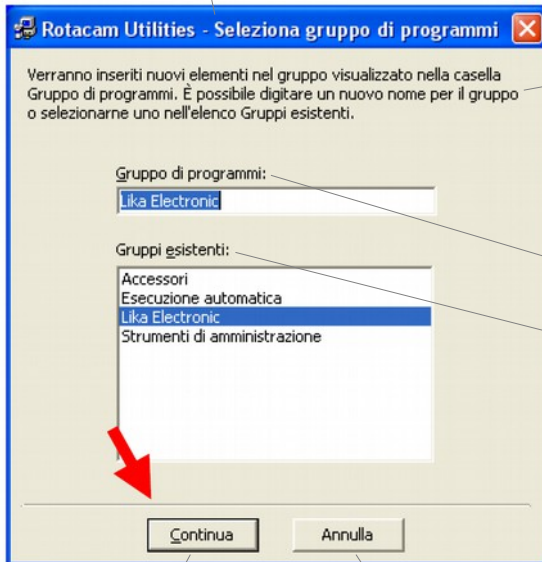 Rotacam Utilities - Seleziona gruppo di programmi
Verranno inseriti nuovi elementi nel gruppo visualizzato nella casella
Gruppo di programmi. È possibile digitare un nuovo nome per il gruppo
o selezionarne uno nell'elenco Gruppi esistenti.
Gruppo di programmi:
Lika Electronic
Gruppi esistenti:
Accessori
Esecuzione automatica
Lika Electronic
Strumenti di amministrazione
Continua
Annulla